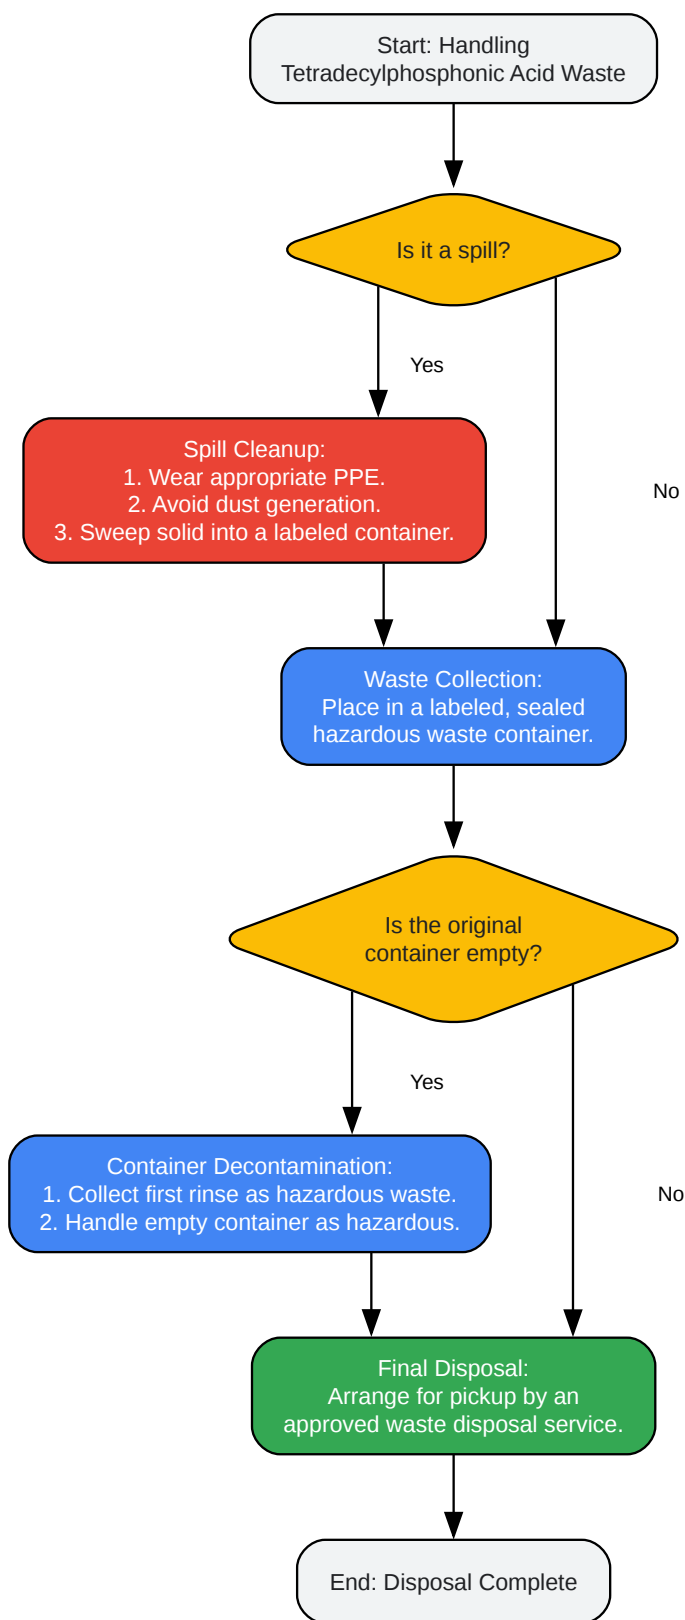 Start: Handling
Tetradecylphosphonic Acid Waste
Is it a spill?
Yes
Spill Cleanup:
1. Wear appropriate PPE.
2. Avoid dust generation.
3. Sweep solid into a labeled container.
No
Waste Collection:
Place in a labeled, sealed
hazardous waste container.
Is the original
container empty?
Yes
Container Decontamination:
1. Collect first rinse as hazardous waste.
2. Handle empty container as hazardous.
No
Final Disposal:
Arrange for pickup by an
approved waste disposal service.
End: Disposal Complete